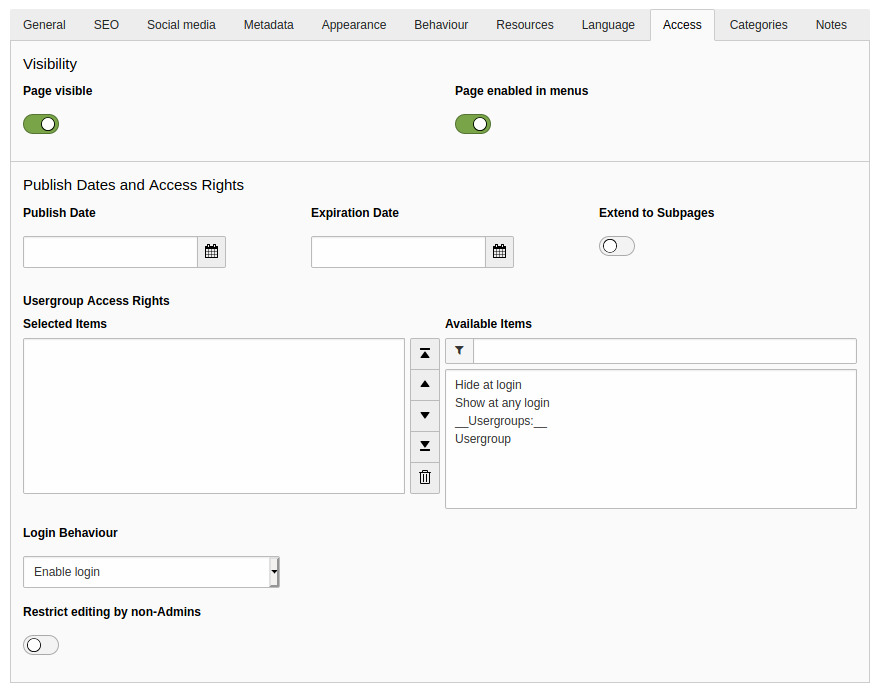 General SEO Social media Metadata Appearance Behaviour Resources Language Access Categories Notes
Visibility
Page visible Page enabled in menus
Publish Dates and Access Rights
Publish Date Expiration Date Extend to Subpages
Usergroup Access Rights
Selected Items Available Items
Hide at login
Show at any login
__Usergroups:__
Usergroup
Login Behaviour
Enable login
Restrict editing by non-Admins